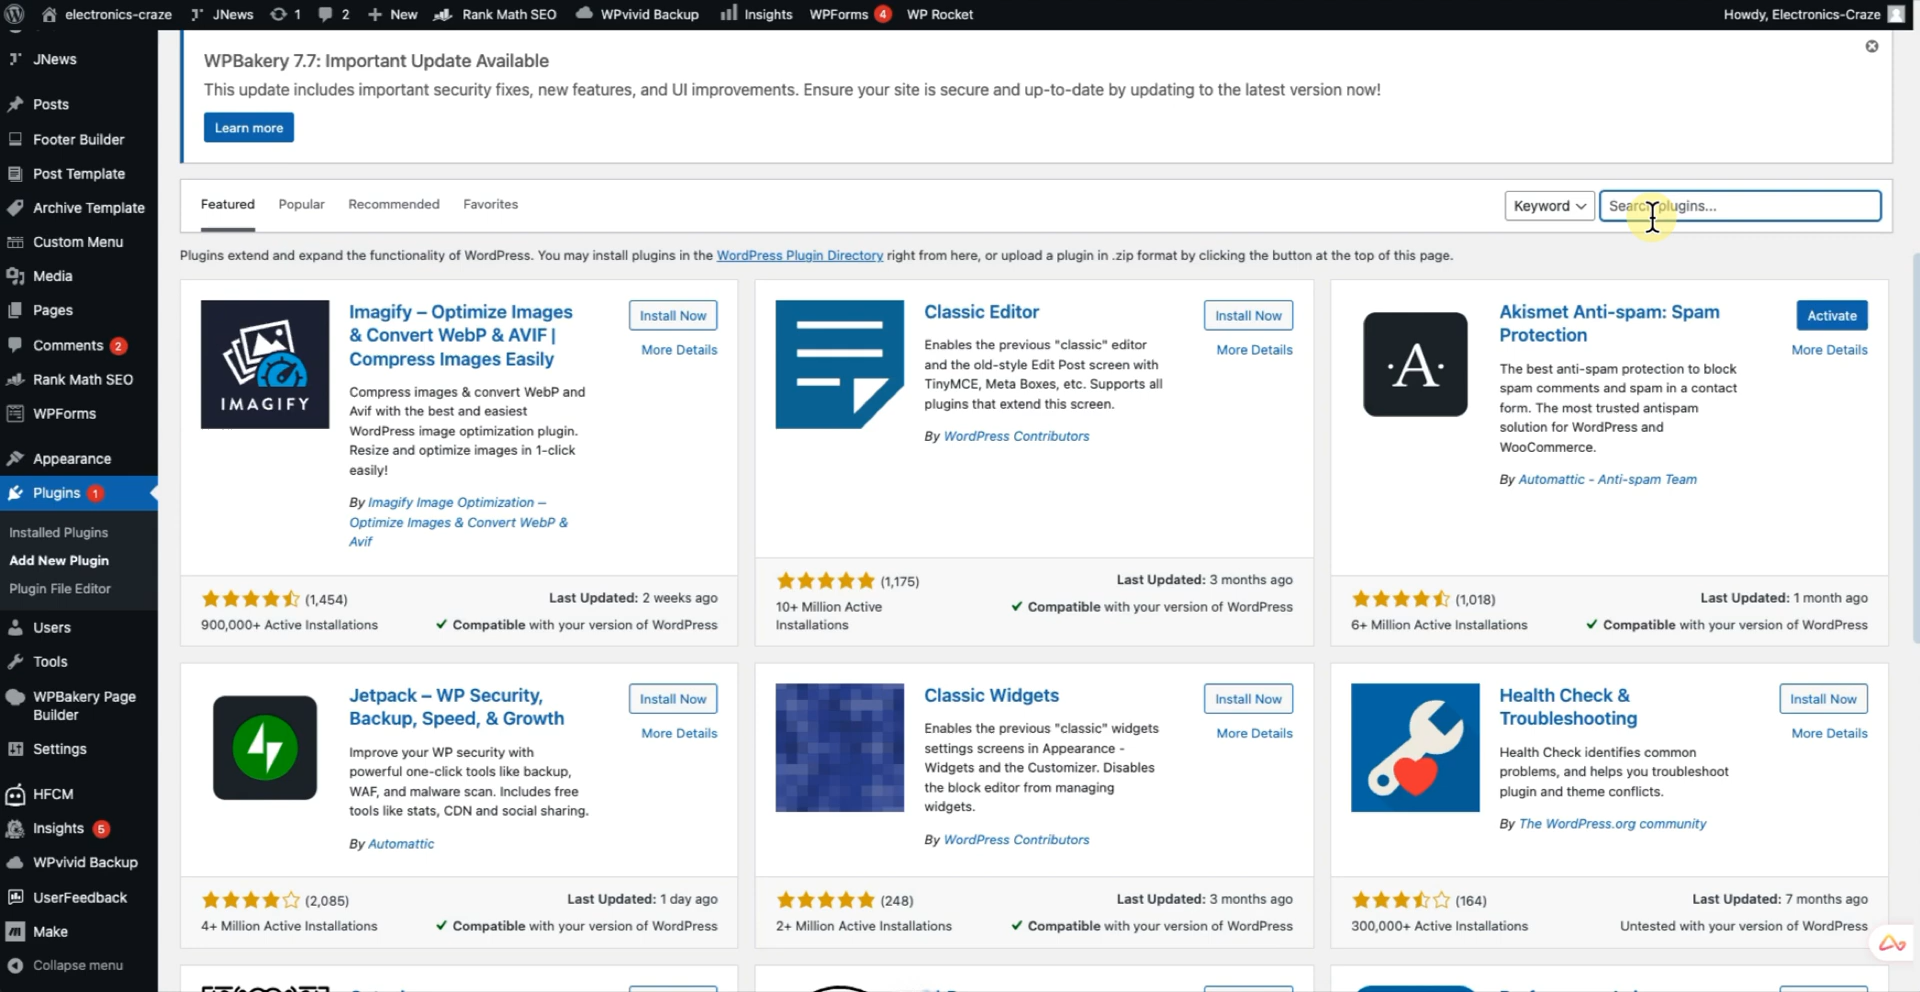 electronics-craze
JNews
1
2
New
Rank Math SEO
WPvivid Backup
Insights
WPForms 4
WP Rocket
Howdy, Electronics-Craze
JNews
Posts
Footer Builder
Post Template
Archive Template
Custom Menu
Media
Pages
Comments 2
Rank Math SEO
WPForms
Appearance
Plugins 1
Installed Plugins
Add New Plugin
Plugin File Editor
Users
Tools
WPBakery Page
Builder
Settings
HFCM
Insights 5
WPvivid Backup
UserFeedback
Make
Collapse menu
WPBakery 7.7: Important Update Available
This update includes important security fixes, new features, and UI improvements. Ensure your site is secure and up-to-date by updating to the latest version now!
Learn more
Featured
Popular
Recommended
Favorites
Keyword
Search plugins...
Plugins extend and expand the functionality of WordPress. You may install plugins in the WordPress Plugin Directory right from here, or upload a plugin in .zip format by clicking the button at the top of this page.
IMAGIFY
Imagify – Optimize Images
& Convert WebP & AVIF |
Compress Images Easily
Install Now
More Details
Compress images & convert WebP and
Avif with the best and easiest
WordPress image optimization plugin.
Resize and optimize images in 1-click
easily!
By Imagify Image Optimization –
Optimize Images & Convert WebP &
Avif
(1,454)
900,000+ Active Installations
Last Updated: 2 weeks ago
Compatible with your version of WordPress
Classic Editor
Install Now
More Details
Enables the previous "classic" editor
and the old-style Edit Post screen with
TinyMCE, Meta Boxes, etc. Supports all
plugins that extend this screen.
By WordPress Contributors
(1,175)
10+ Million Active
Installations
Last Updated: 3 months ago
Compatible with your version of WordPress
·A·
Akismet Anti-spam: Spam
Protection
Activate
More Details
The best anti-spam protection to block
spam comments and spam in a contact
form. The most trusted antispam
solution for WordPress and
WooCommerce.
By Automattic - Anti-spam Team
(1,018)
6+ Million Active Installations
Last Updated: 1 month ago
Compatible with your version of WordPress
Jetpack – WP Security,
Backup, Speed, & Growth
Install Now
More Details
Improve your WP security with
powerful one-click tools like backup,
WAF, and malware scan. Includes free
tools like stats, CDN and social sharing.
By Automattic
(2,085)
4+ Million Active Installations
Last Updated: 1 day ago
Compatible with your version of WordPress
Classic Widgets
Install Now
More Details
Enables the previous "classic" widgets
settings screens in Appearance -
Widgets and the Customizer. Disables
the block editor from managing
widgets.
By WordPress Contributors
(248)
2+ Million Active Installations
Last Updated: 3 months ago
Compatible with your version of WordPress
Health Check &
Troubleshooting
Install Now
More Details
Health Check identifies common
problems, and helps you troubleshoot
plugin and theme conflicts.
By The WordPress.org community
(164)
300,000+ Active Installations
Last Updated: 7 months ago
Untested with your version of WordPress